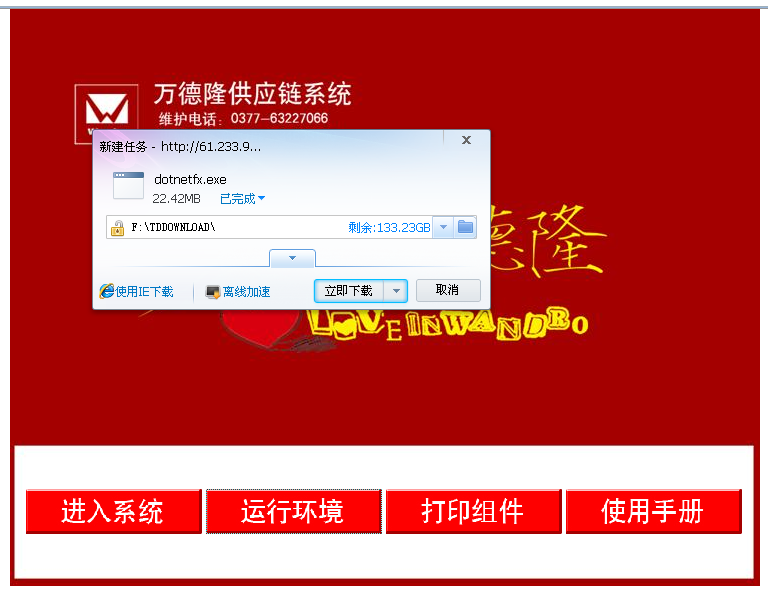 万德隆供应链系统
维护电话：0377-63227066
新建任务 - http://61.233.9...
dotnetfx.exe
22.42MB 已完成
F:\TDDOWNLOAD\ 剩余:133.23GB
使用IE下载 离线加速 立即下载 取消
德隆
LOVEINWANDRO
进入系统 运行环境 打印组件 使用手册